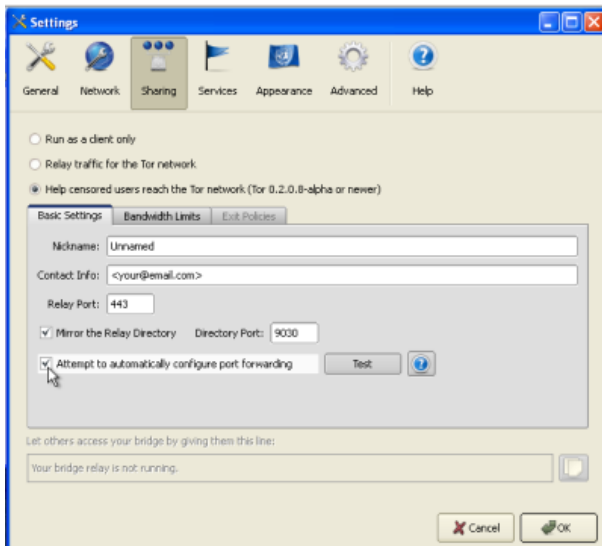 Settings
General Network Sharing Services Appearance Advanced Help
Run as a client only
Relay traffic for the Tor network
Help censored users reach the Tor network (Tor 0.2.0.8-alpha or newer)
Basic Settings Bandwidth Limits Exit Policies
Nickname: Unnamed
Contact Info: <your@email.com>
Relay Port: 443
Mirror the Relay Directory Directory Port: 9030
Attempt to automatically configure port forwarding Test
Let others access your bridge by giving them this line:
Your bridge relay is not running.
Cancel OK